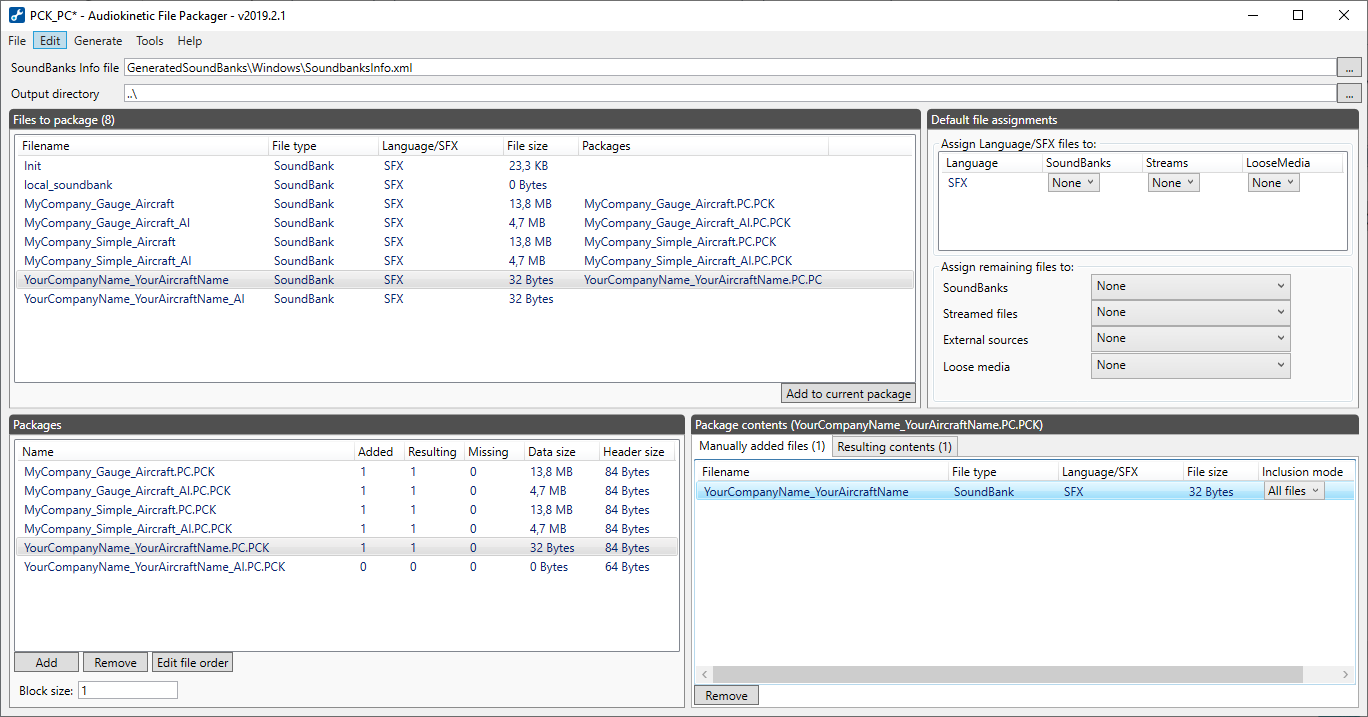 PCK_PC* - Audiokinetic File Packager - v2019.2.1
File Edit Generate Tools Help
SoundBanks Info file GeneratedSoundBanks\Windows\SoundbanksInfo.xml ...
Output directory ..\ ...
Files to package (8)
Filename File type Language/SFX File size Packages
Init SoundBank SFX 23,3 KB
local_soundbank SoundBank SFX 0 Bytes
MyCompany_Gauge_Aircraft SoundBank SFX 13,8 MB MyCompany_Gauge_Aircraft.PC.PCK
MyCompany_Gauge_Aircraft_AI SoundBank SFX 4,7 MB MyCompany_Gauge_Aircraft_AI.PC.PCK
MyCompany_Simple_Aircraft SoundBank SFX 13,8 MB MyCompany_Simple_Aircraft.PC.PCK
MyCompany_Simple_Aircraft_AI SoundBank SFX 4,7 MB MyCompany_Simple_Aircraft_AI.PC.PCK
YourCompanyName_YourAircraftName SoundBank SFX 32 Bytes YourCompanyName_YourAircraftName.PC.PC
YourCompanyName_YourAircraftName_AI SoundBank SFX 32 Bytes
Add to current package
Default file assignments
Assign Language/SFX files to:
Language SoundBanks Streams LooseMedia
SFX None None None
Assign remaining files to:
SoundBanks None
Streamed files None
External sources None
Loose media None
Packages
Name Added Resulting Missing Data size Header size
MyCompany_Gauge_Aircraft.PC.PCK 1 1 0 13,8 MB 84 Bytes
MyCompany_Gauge_Aircraft_AI.PC.PCK 1 1 0 4,7 MB 84 Bytes
MyCompany_Simple_Aircraft.PC.PCK 1 1 0 13,8 MB 84 Bytes
MyCompany_Simple_Aircraft_AI.PC.PCK 1 1 0 4,7 MB 84 Bytes
YourCompanyName_YourAircraftName.PC.PCK 1 1 0 32 Bytes 84 Bytes
YourCompanyName_YourAircraftName_AI.PC.PCK 0 0 0 0 Bytes 64 Bytes
Add Remove Edit file order
Block size: 1
Package contents (YourCompanyName_YourAircraftName.PC.PCK)
Manually added files (1) Resulting contents (1)
Filename File type Language/SFX File size Inclusion mode
YourCompanyName_YourAircraftName SoundBank SFX 32 Bytes All files
Remove